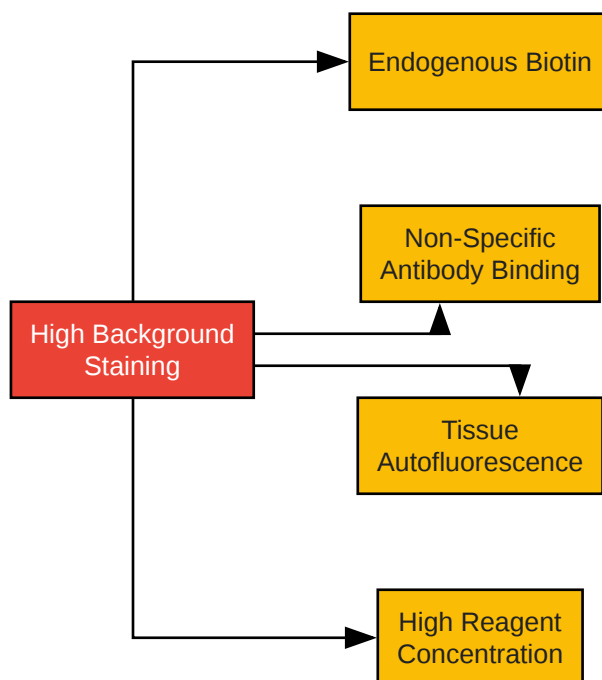 Endogenous Biotin
Non-Specific
Antibody Binding
High Background
Staining
Tissue
Autofluorescence
High Reagent
Concentration